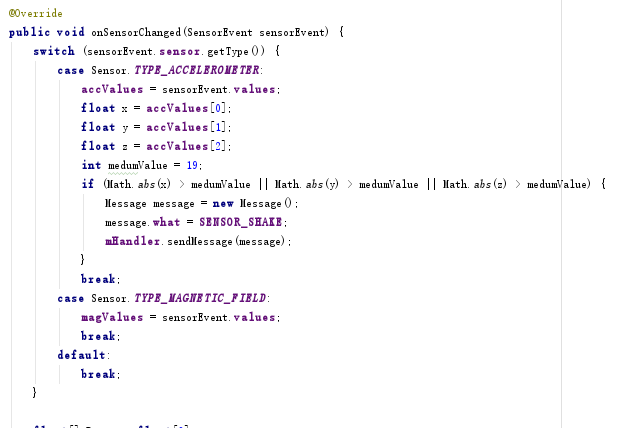 @Override
public void onSensorChanged(SensorEvent sensorEvent) {
switch (sensorEvent.sensor.getType()) {
case Sensor.TYPE_ACCELEROMETER:
accValues = sensorEvent.values;
float x = accValues[0];
float y = accValues[1];
float z = accValues[2];
int medumValue = 19;
if (Math.abs(x) > medumValue || Math.abs(y) > medumValue || Math.abs(z) > medumValue) {
Message message = new Message();
message.what = SENSOR_SHAKE;
mHandler.sendMessage(message);
}
break;
case Sensor.TYPE_MAGNETIC_FIELD:
magValues = sensorEvent.values;
break;
default:
break;
}